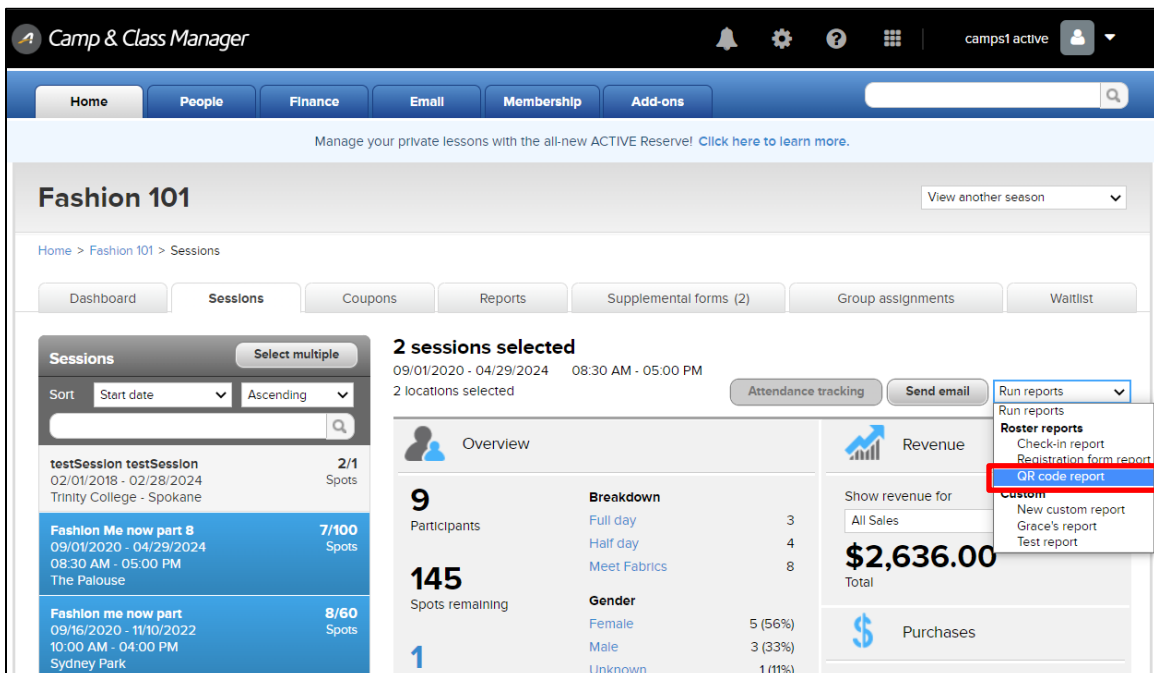 Camp & Class Manager
camps1 active
Home
People
Finance
Email
Membership
Add-ons
Manage your private lessons with the all-new ACTIVE Reserve! Click here to learn more.
Fashion 101
View another season
Home > Fashion 101 > Sessions
Dashboard
Sessions
Coupons
Reports
Supplemental forms (2)
Group assignments
Waitlist
Sessions
Select multiple
Sort
Start date
Ascending
testSession testSession
2/1
02/01/2018 - 02/28/2024
Spots
Trinity College - Spokane
Fashion Me now part 8
7/100
09/01/2020 - 04/29/2024
Spots
08:30 AM - 05:00 PM
The Palouse
Fashion me now part
8/60
09/16/2020 - 11/10/2022
Spots
10:00 AM - 04:00 PM
Sydney Park
2 sessions selected
09/01/2020 - 04/29/2024 08:30 AM - 05:00 PM
2 locations selected
Attendance tracking
Send email
Run reports
Run reports
Roster reports
Check-in report
Registration form report
QR code report
Custom
New custom report
Grace's report
Test report
Overview
9
Participants
145
Spots remaining
1
Breakdown
Full day 3
Half day 4
Meet Fabrics 8
Gender
Female 5 (56%)
Male 3 (33%)
Unknown 1 (11%)
Revenue
Show revenue for
All Sales
$2,636.00
Total
Purchases